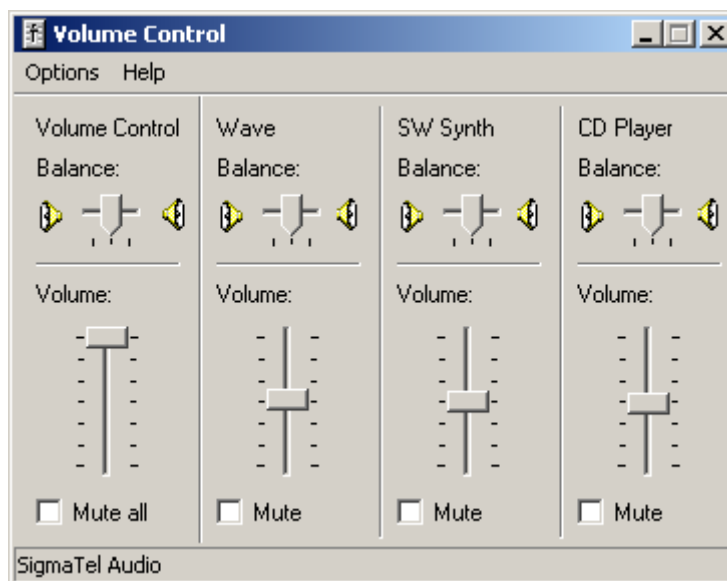 Volume Control
Options Help
Volume Control Wave SW Synth CD Player
Balance: Balance: Balance: Balance:
Volume: Volume: Volume: Volume:
Mute all Mute Mute Mute
SigmaTel Audio